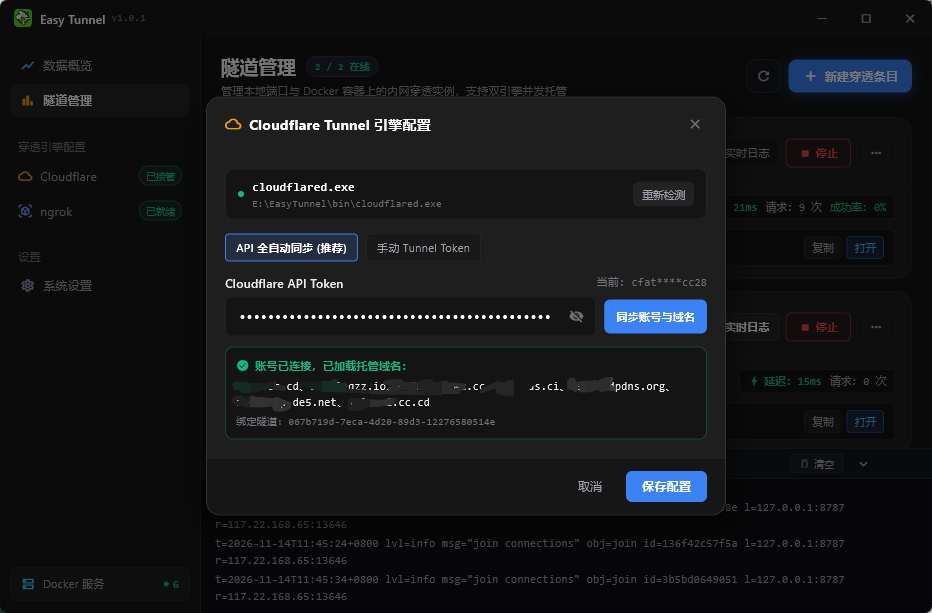 Easy Tunnel v1.0.1
数据概览
隧道管理
穿透引擎配置
Cloudflare 已接管
ngrok 已就绪
设置
系统设置
Docker 服务 6
隧道管理 2 / 2 在线
管理本地端口与 Docker 容器上的内网穿透实例，支持双引擎并发托管
新建穿透条目
实时日志 停止
21ms 请求: 9 次 成功率: 0%
复制 打开
实时日志 停止
延迟: 15ms 请求: 0 次
复制 打开
清空
Cloudflare Tunnel 引擎配置
cloudflared.exe
E:\EasyTunnel\bin\cloudflared.exe
重新检测
API 全自动同步 (推荐) 手动 Tunnel Token
Cloudflare API Token 当前: cfat****cc28
••••••••••••••••••••••••••••••••••••••••••••
同步账号与域名
账号已连接，已加载托管域名:
.cd、 gzz.io、 .cc .us.ci、 dpdns.org、
.de5.net、 .cc.cd
绑定隧道: 067b719d-7eca-4d20-89d3-12276580514e
取消 保存配置
8e l=127.0.0.1:8787
r=117.22.168.65:13646
t=2026-11-14T11:45:24+0800 lvl=info msg="join connections" obj=join id=136f42c57f5a l=127.0.0.1:8787
r=117.22.168.65:13646
t=2026-11-14T11:45:34+0800 lvl=info msg="join connections" obj=join id=3b5bd0649051 l=127.0.0.1:8787
r=117.22.168.65:13646